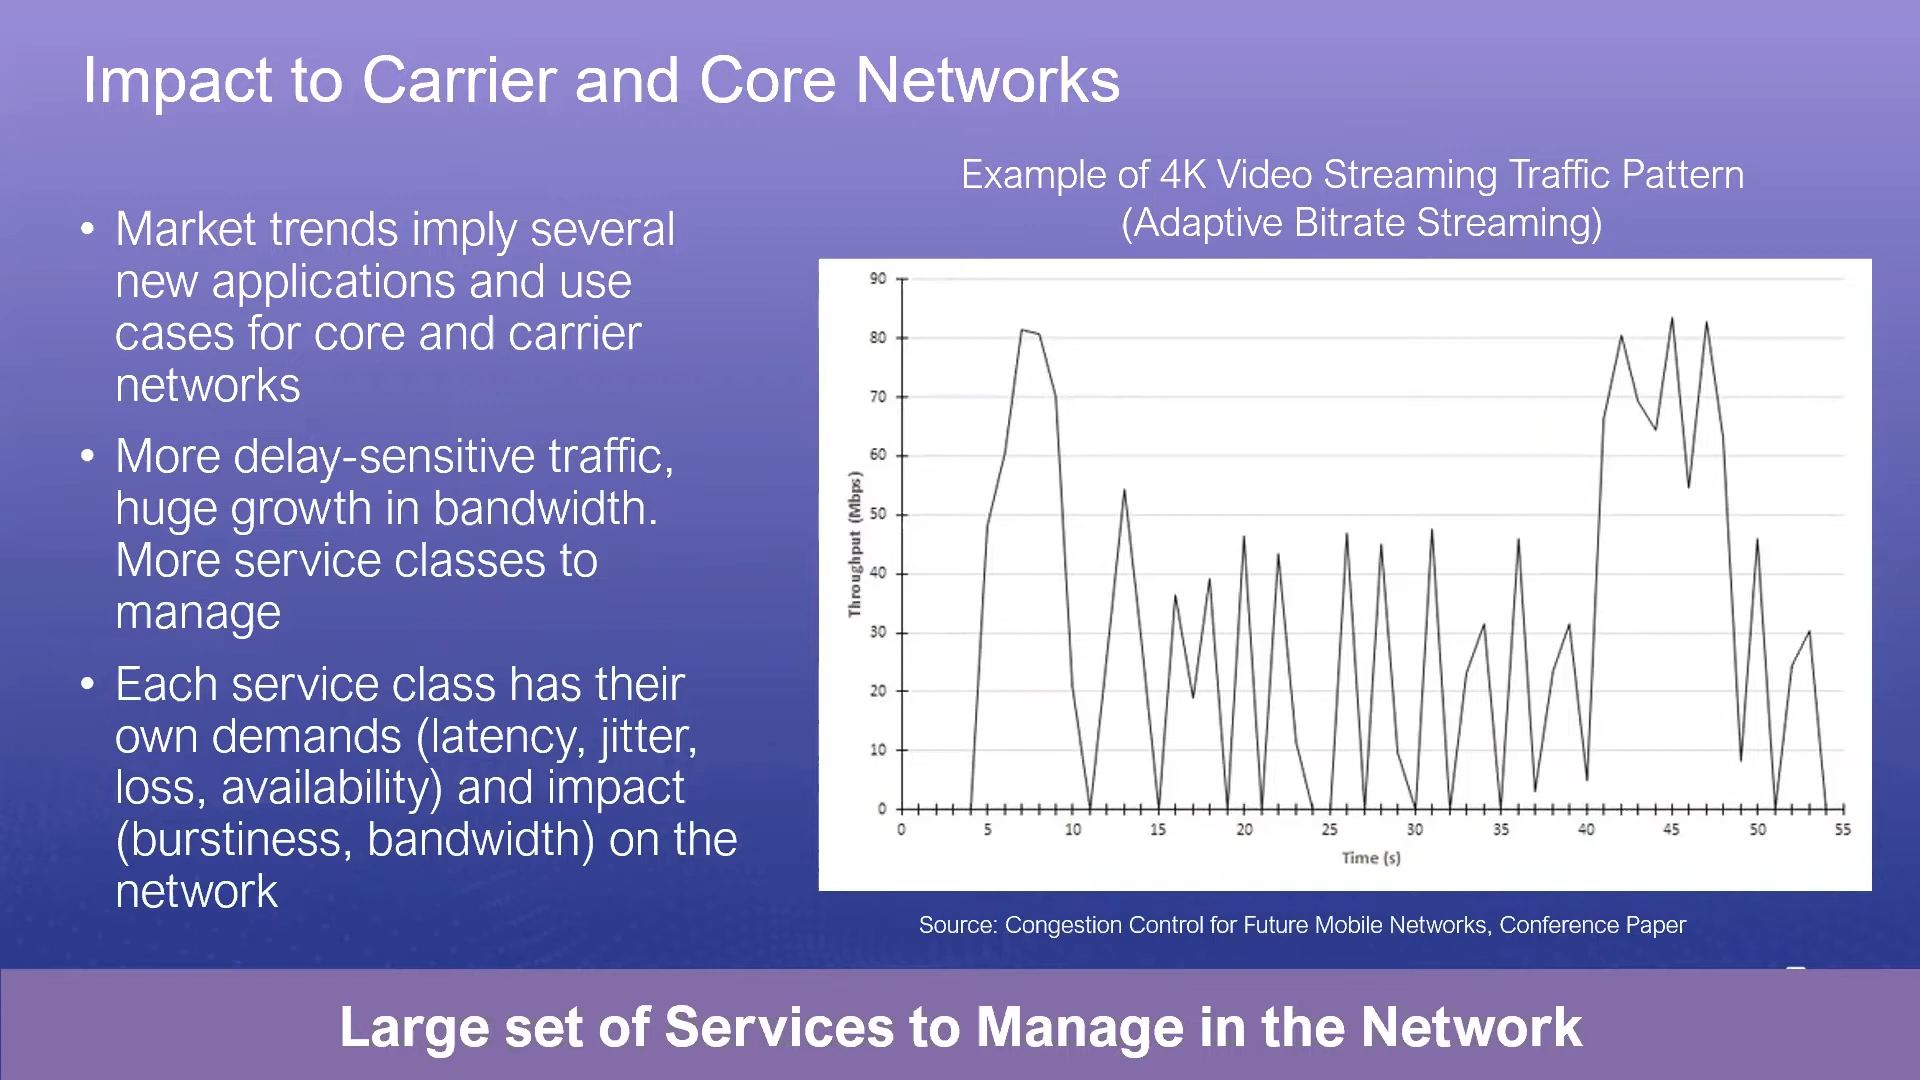 Impact to Carrier and Core Networks
• Market trends imply several
new applications and use
cases for core and carrier
networks
• More delay-sensitive traffic,
huge growth in bandwidth.
More service classes to
manage
• Each service class has their
own demands (latency, jitter,
loss, availability) and impact
(burstiness, bandwidth) on the
network
Example of 4K Video Streaming Traffic Pattern
(Adaptive Bitrate Streaming)
90
80
70
60
50
40
30
20
10
0
Throughput (Mbps)
0 5 10 15 20 25 30 35 40 45 50 55
Time (s)
Source: Congestion Control for Future Mobile Networks, Conference Paper
Large set of Services to Manage in the Network